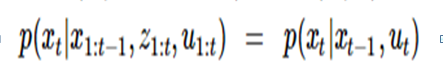 p(x_t|x_{1:t−1}, z_{1:t}, u_{1:t}) = p(x_t|x_{t−1}, u_t)